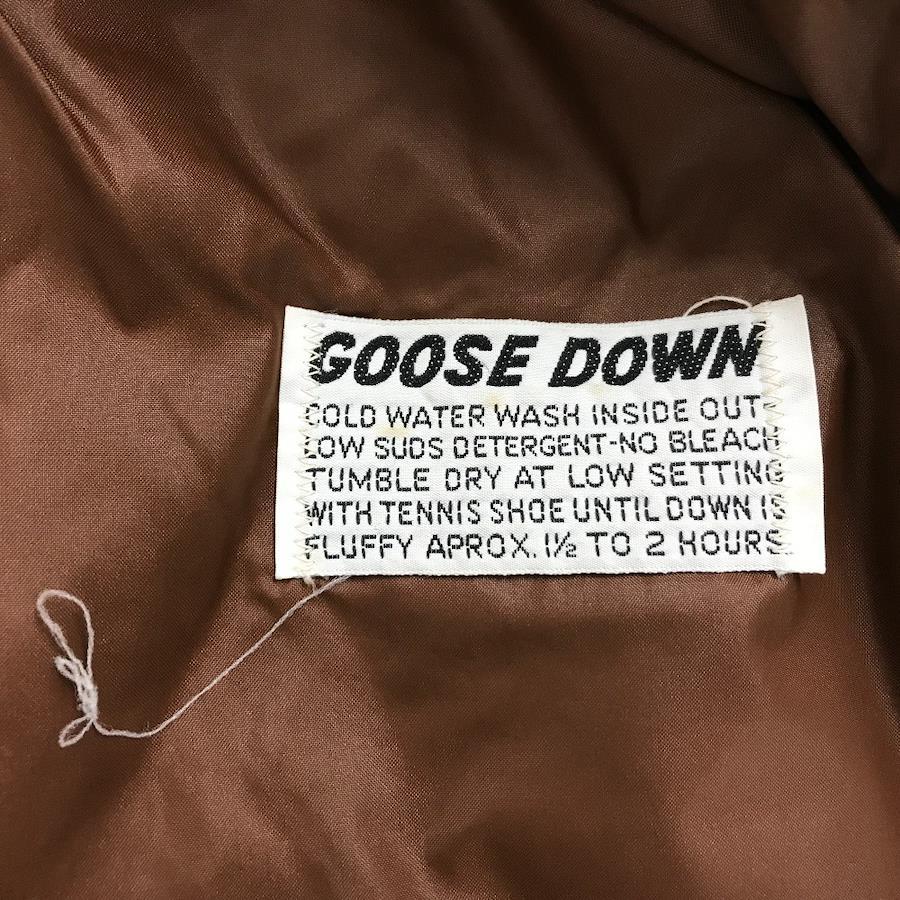 GOOSE DOWN
COLD WATER WASH INSIDE OUT
LOW SUDS DETERGENT-NO BLEACH
TUMBLE DRY AT LOW SETTING
WITH TENNIS SHOE UNTIL DOWN IS
FLUFFY APROX. 1½ TO 2 HOURS